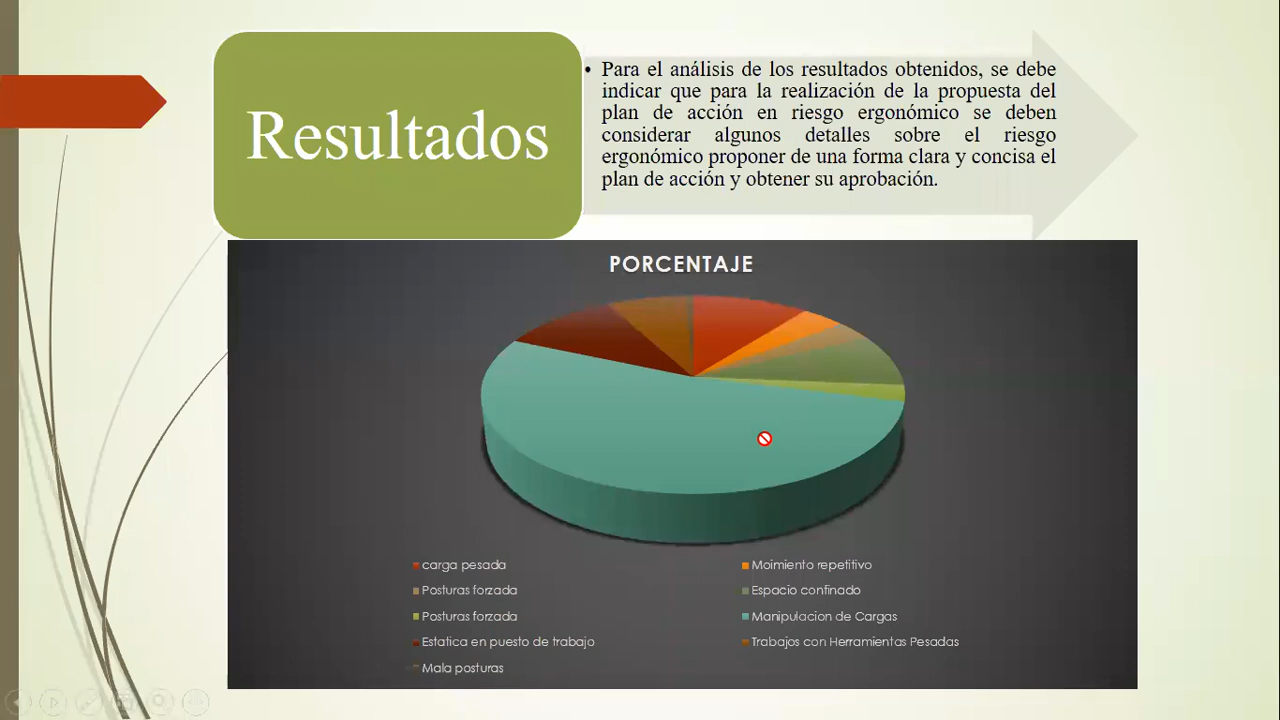 Resultados
• Para el análisis de los resultados obtenidos, se debe
indicar que para la realización de la propuesta del
plan de acción en riesgo ergonómico se deben
considerar algunos detalles sobre el riesgo
ergonómico proponer de una forma clara y concisa el
plan de acción y obtener su aprobación.
PORCENTAJE
carga pesada
Moimiento repetitivo
Posturas forzada
Espacio confinado
Posturas forzada
Manipulacion de Cargas
Estatica en puesto de trabajo
Trabajos con Herramientas Pesadas
Mala posturas